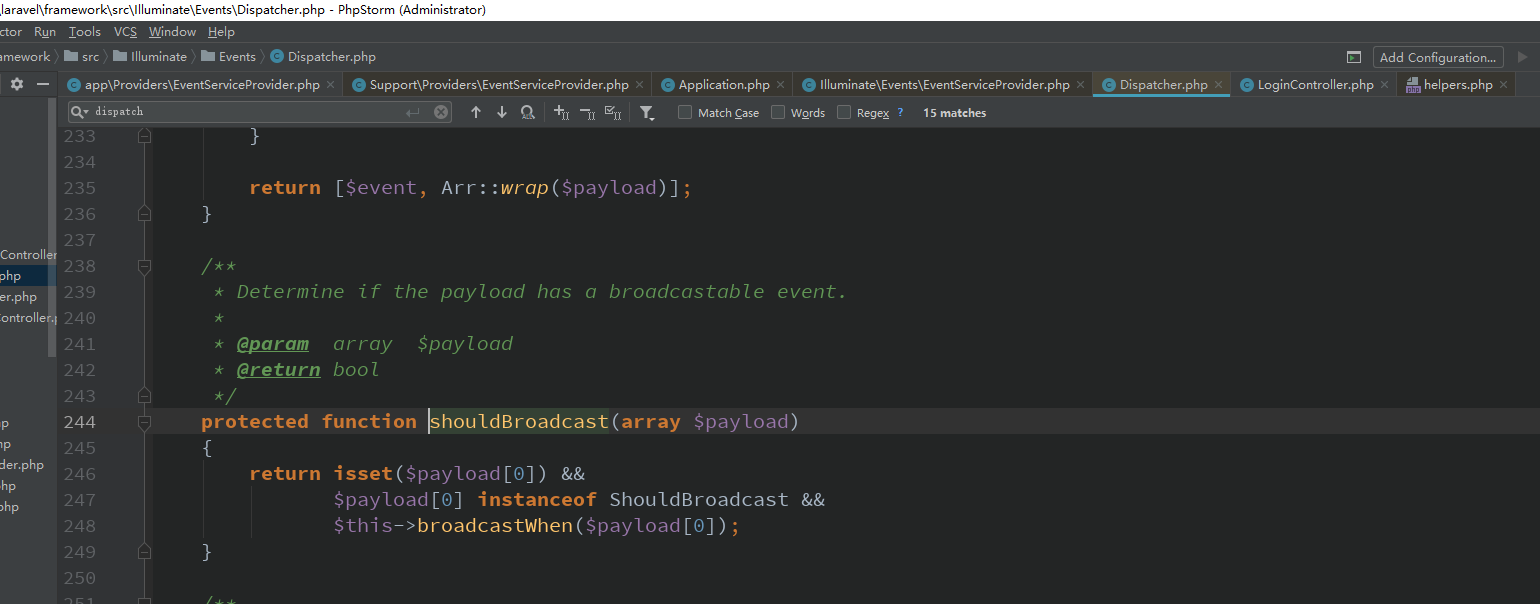 \laravel\framework\src\Illuminate\Events\Dispatcher.php - PhpStorm (Administrator)
ctor Run Tools VCS Window Help
amework src Illuminate Events Dispatcher.php Add Configuration...
app\Providers\EventServiceProvider.php Support\Providers\EventServiceProvider.php Application.php Illuminate\Events\EventServiceProvider.php Dispatcher.php LoginController.php helpers.php
dispatch Match Case Words Regex ? 15 matches
233 }
234
235 return [$event, Arr::wrap($payload)];
236 }
237
Controller
238 /**
php
239 * Determine if the payload has a broadcastable event.
er.php
240 *
ontroller.p
241 * @param array $payload
242 * @return bool
243 */
244 protected function shouldBroadcast(array $payload)
hp
245 {
hp
246 return isset($payload[0]) &&
der.php
247 $payload[0] instanceof ShouldBroadcast &&
hp
248 $this->broadcastWhen($payload[0]);
php
249 }
250
251 /**